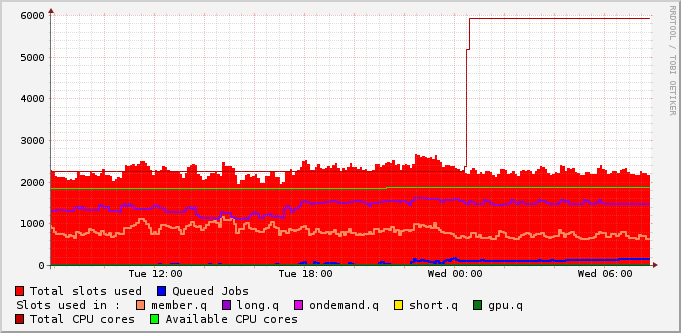 6000
5000
4000
3000
2000
1000
0
Tue 12:00 Tue 18:00 Wed 00:00 Wed 06:00
RRDTOOL / TOBI OETIKER
Total slots used Queued Jobs
Slots used in : member.q long.q ondemand.q short.q gpu.q
Total CPU cores Available CPU cores